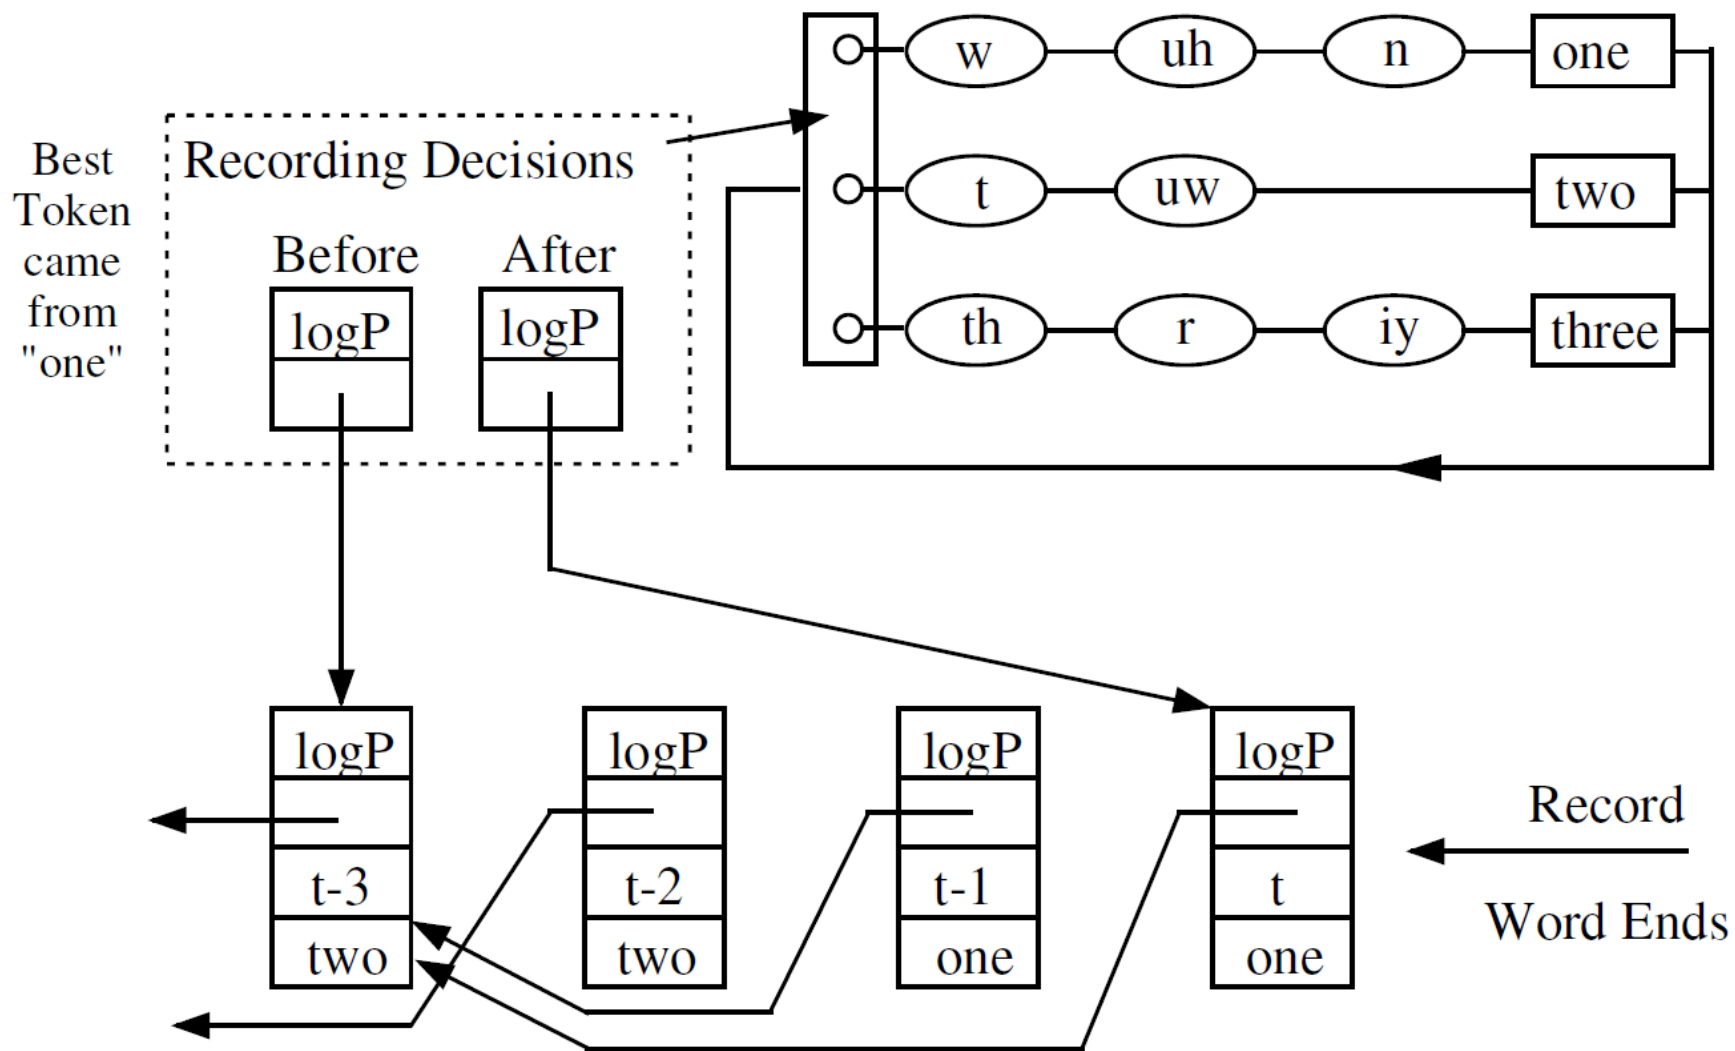 w uh n one
Best
Token
came
from
"one"
Recording Decisions
t uw two
Before After
logP logP
th r iy three
logP logP logP logP
Record
t-3 t-2 t-1 t
Word Ends
two two one one